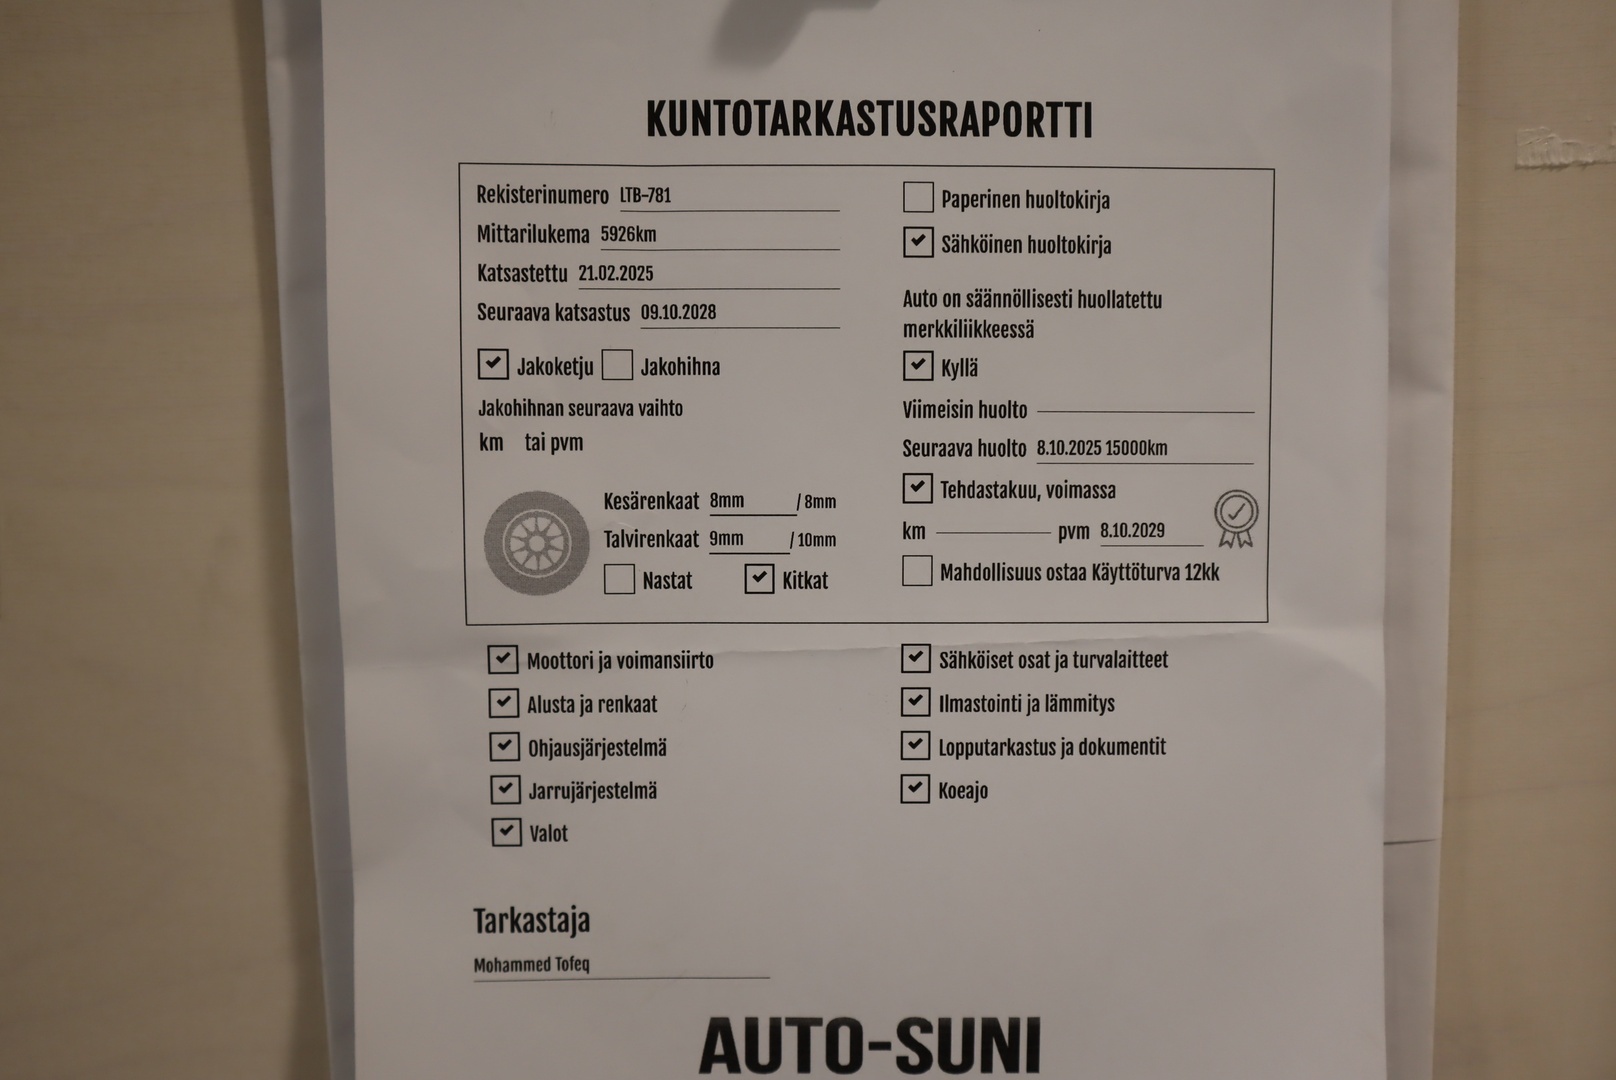 KUNTOTARKASTUSRAPORTTI
Rekisterinumero LTB-781
Mittarilukema 5926km
Katsastettu 21.02.2025
Seuraava katsastus 09.10.2028
Jakoketju Jakohihna
Jakohihnan seuraava vaihto
km tai pvm
Kesärenkaat 8mm / 8mm
Talvirenkaat 9mm / 10mm
Nastat Kitkat
Paperinen huoltokirja
Sähköinen huoltokirja
Auto on säännöllisesti huollatettu
merkkiliikkeessä
Kyllä
Viimeisin huolto
Seuraava huolto 8.10.2025 15000km
Tehdastakuu, voimassa
km pvm 8.10.2029
Mahdollisuus ostaa Käyttöturva 12kk
Moottori ja voimansiirto
Alusta ja renkaat
Ohjausjärjestelmä
Jarrujärjestelmä
Valot
Sähköiset osat ja turvalaitteet
Ilmastointi ja lämmitys
Lopputarkastus ja dokumentit
Koeajo
Tarkastaja
Mohammed Tofeq
AUTO-SUNI